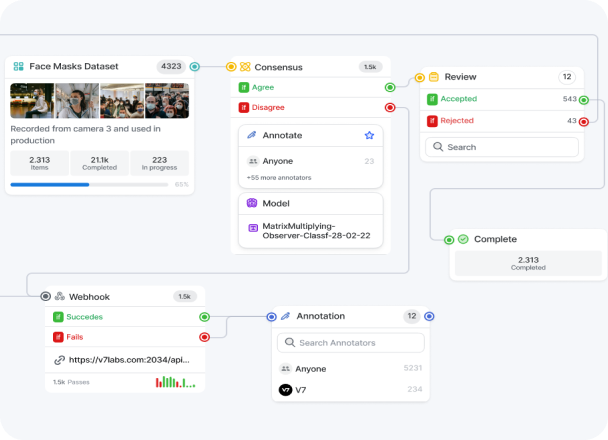 Face Masks Dataset
4323
Recorded from camera 3 and used in
production
2.313
Items
21.1k
Completed
223
In progress
65%
Consensus
1.5k
If Agree
If Disagree
Annotate
Anyone
23
+55 more annotators
Model
MatrixMultiplying-
Observer-Classf-28-02-22
Review
12
If Accepted
543
If Rejected
43
Search
Complete
2.313
Completed
Webhook
1.5k
If Succedes
If Fails
https://v7labs.com:2034/api...
1.5k Passes
Annotation
12
Search Annotators
Anyone
5231
V7 V7
234